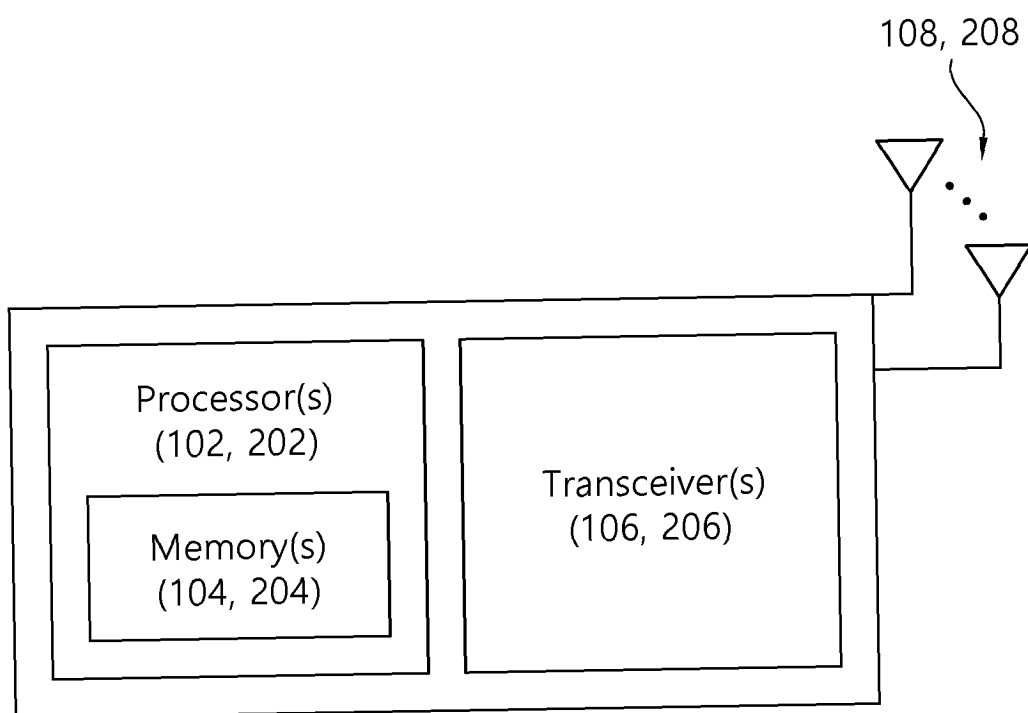 108, 208
Processor(s)
(102, 202)
Memory(s)
(104, 204)
Transceiver(s)
(106, 206)